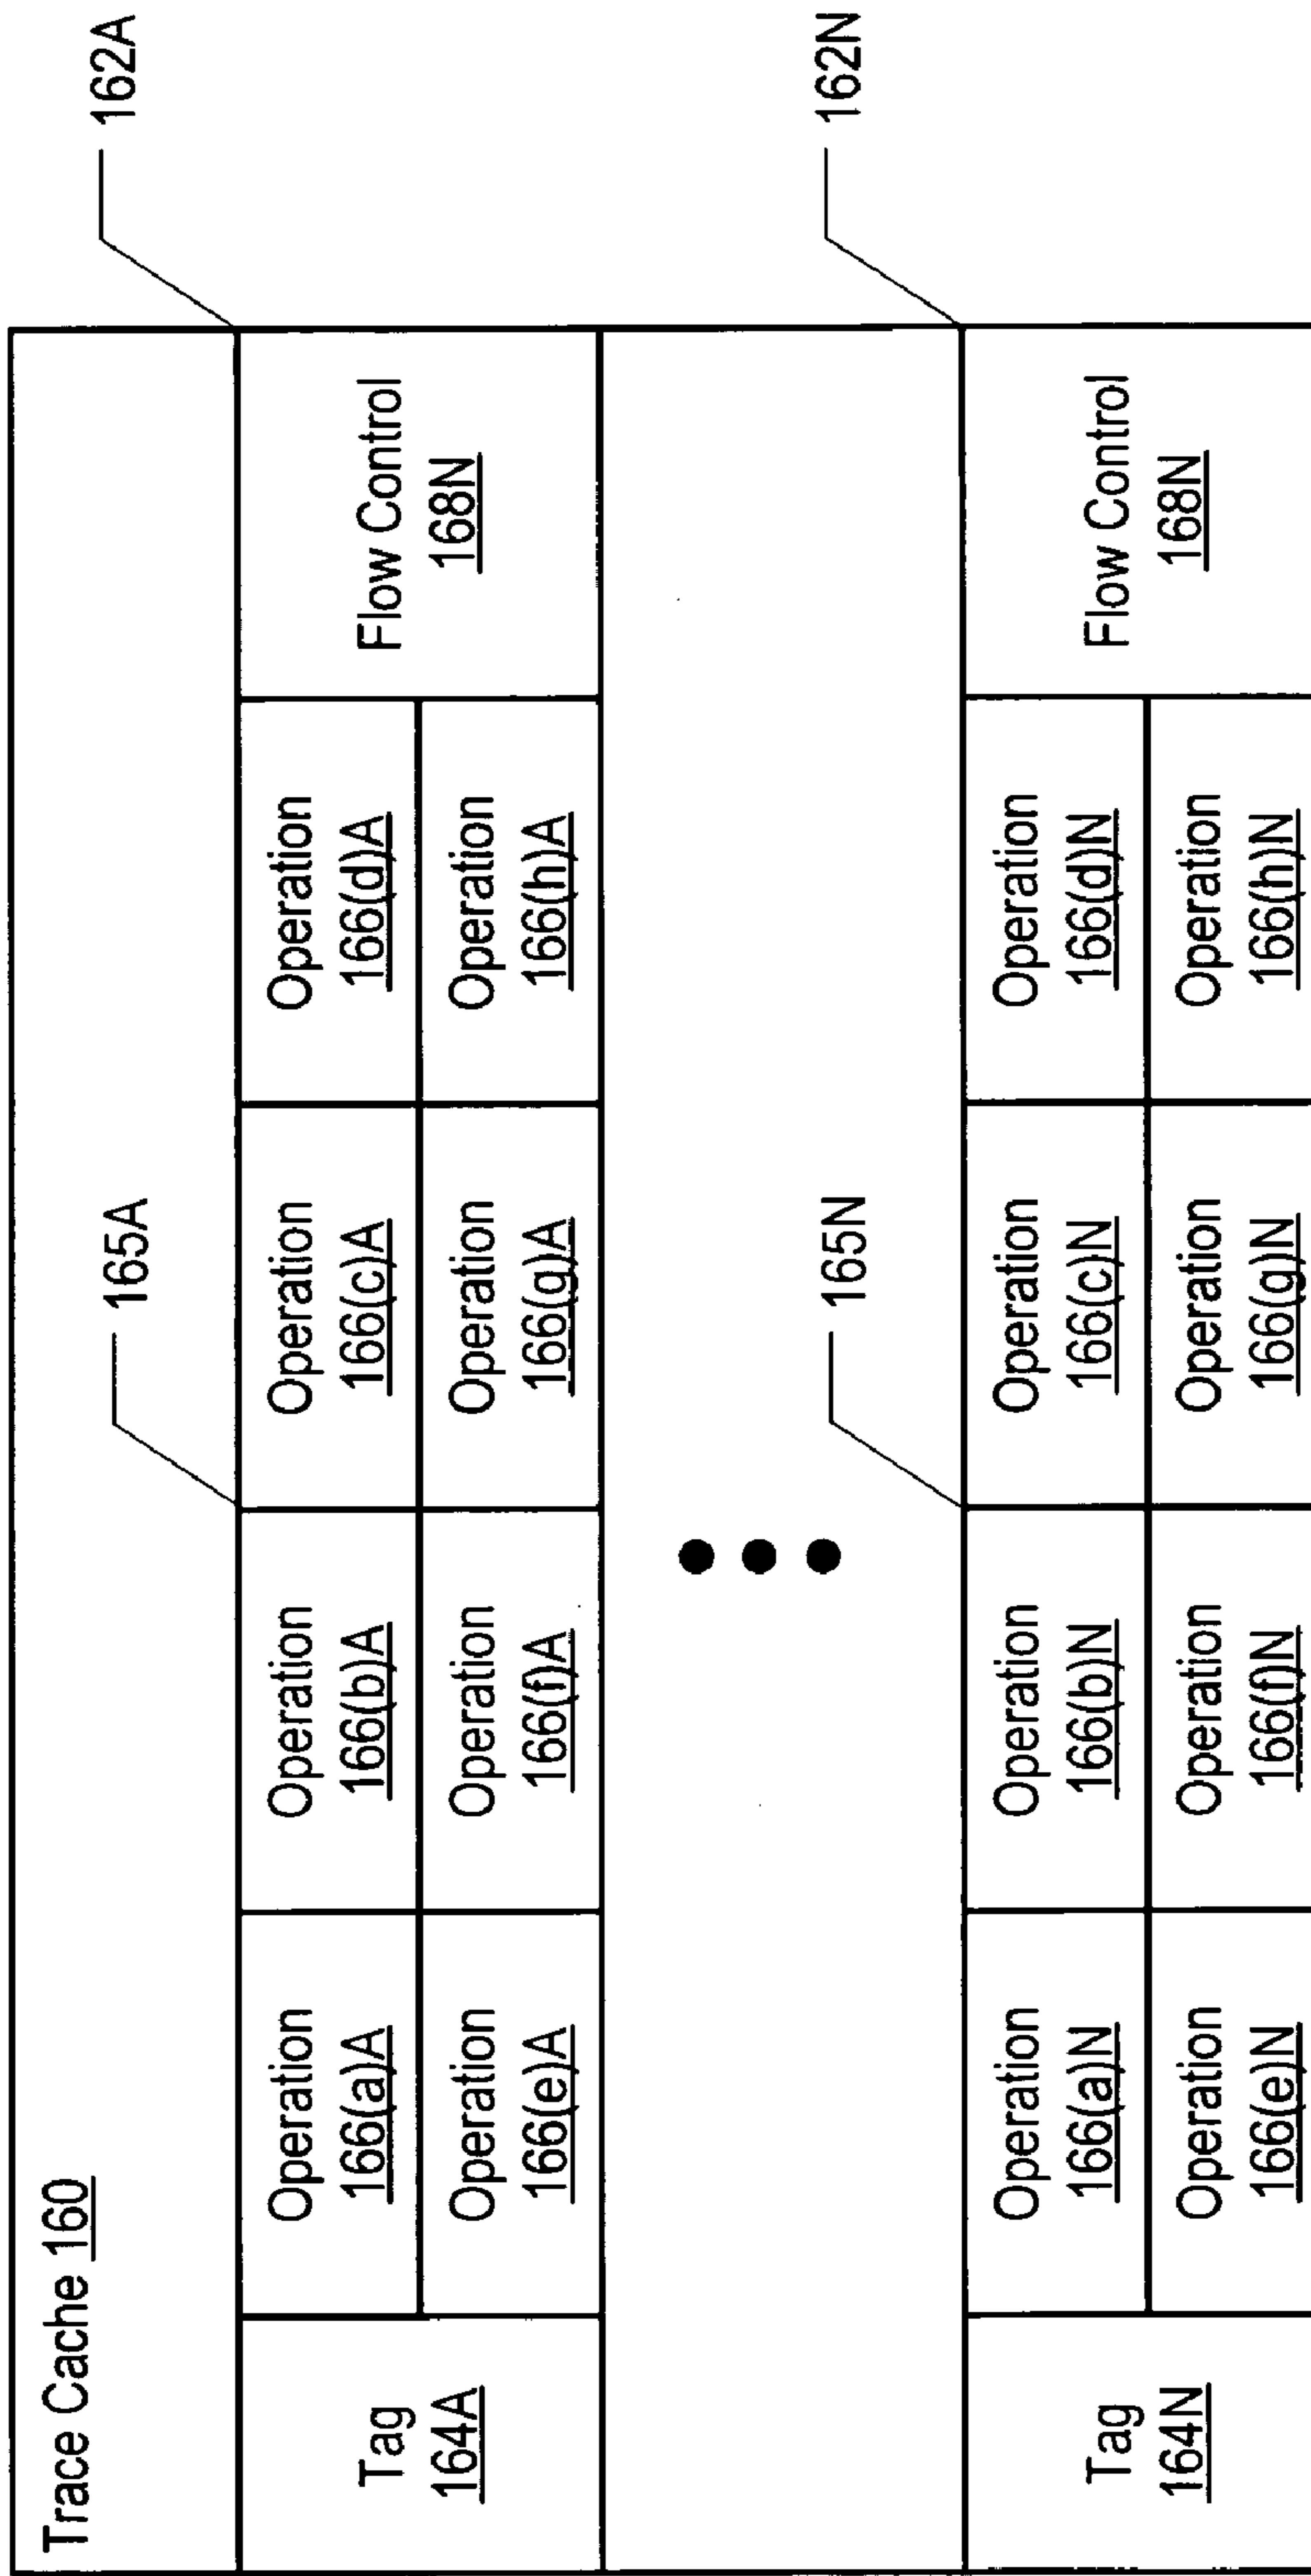 Trace Cache 160
162A
165A
Tag
164A
Operation
166(a)A
Operation
166(b)A
Operation
166(c)A
Operation
166(d)A
Flow Control
168N
Operation
166(e)A
Operation
166(f)A
Operation
166(g)A
Operation
166(h)A
162N
165N
Tag
164N
Operation
166(a)N
Operation
166(b)N
Operation
166(c)N
Operation
166(d)N
Flow Control
168N
Operation
166(e)N
Operation
166(f)N
Operation
166(g)N
Operation
166(h)N